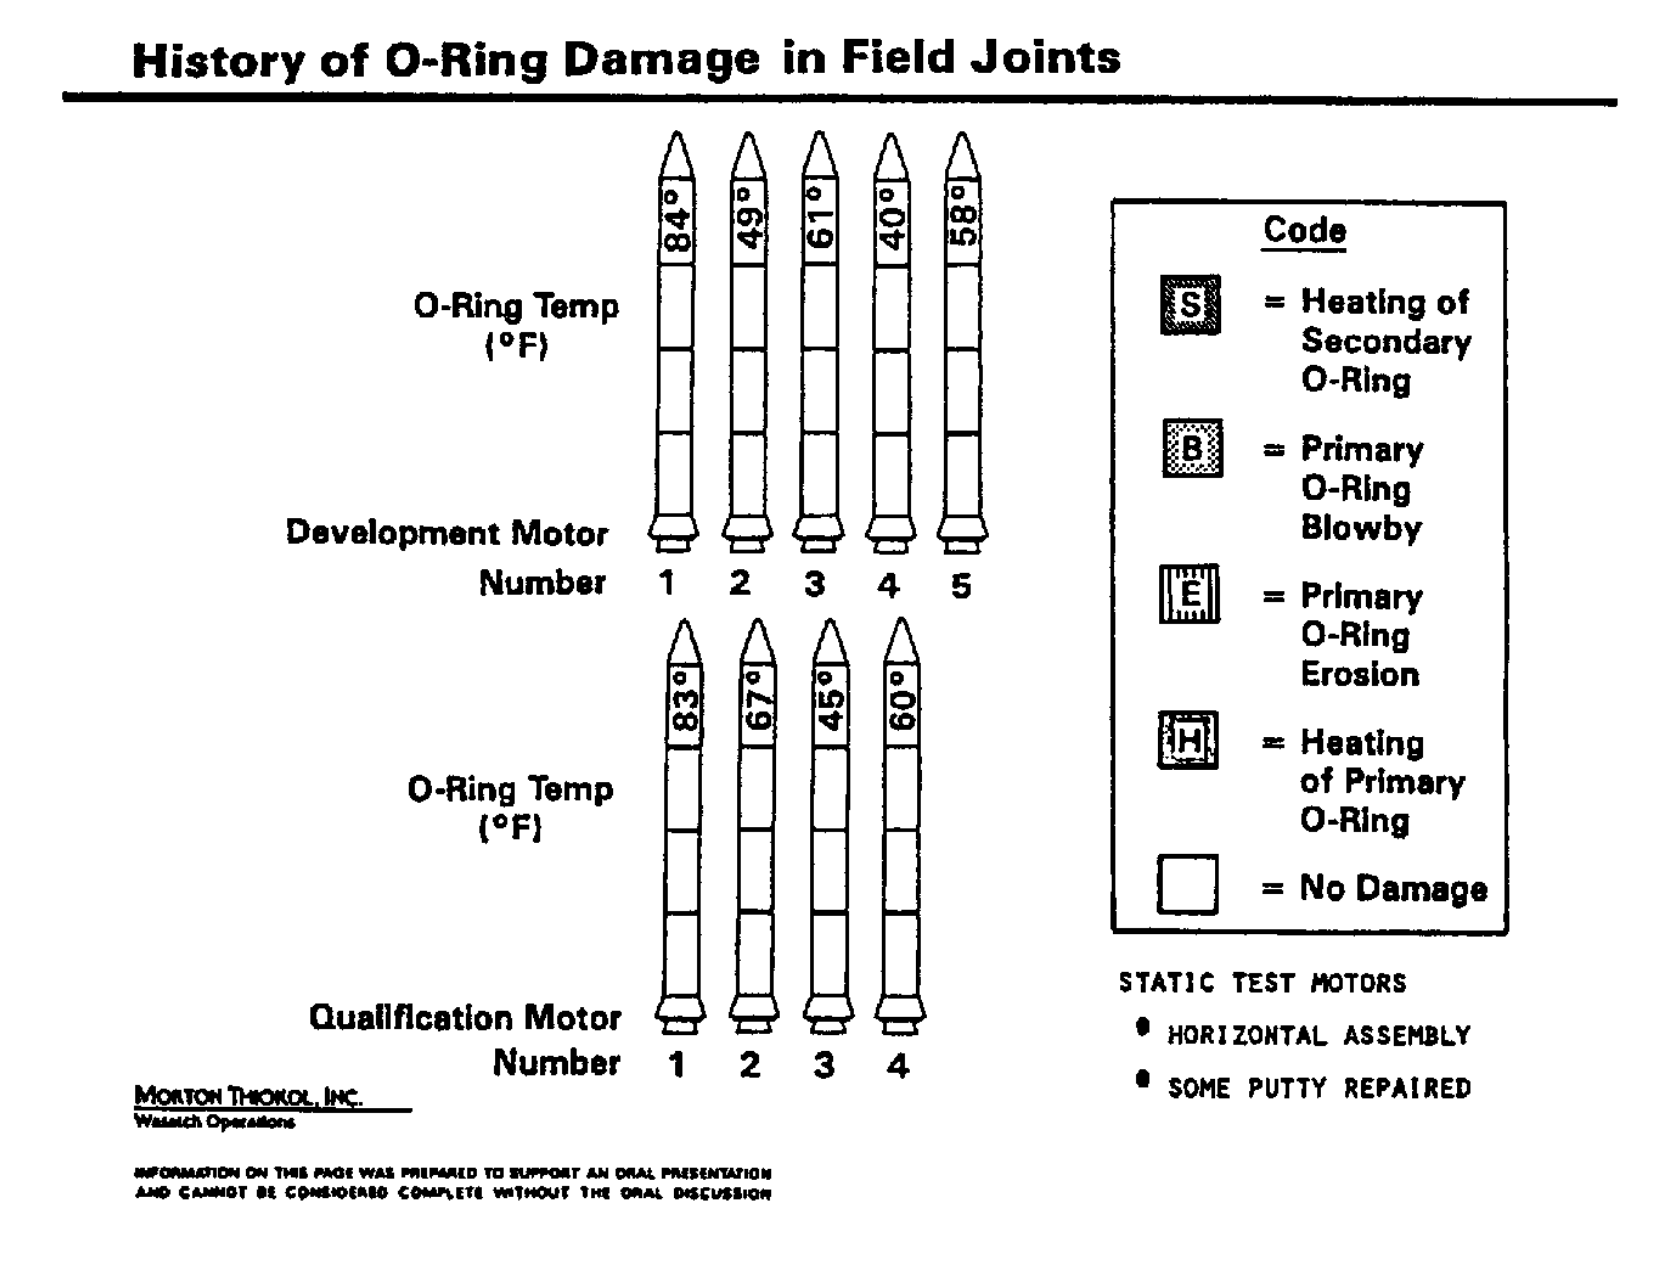 History of O-Ring Damage in Field Joints
84° 49° 61° 40° 58°
O-Ring Temp
(°F)
Development Motor
Number 1 2 3 4 5
83° 67° 45° 60°
O-Ring Temp
(°F)
Qualification Motor
Number 1 2 3 4
Code
S = Heating of
Secondary
O-Ring
B = Primary
O-Ring
Blowby
E = Primary
O-Ring
Erosion
H = Heating
of Primary
O-Ring
= No Damage
STATIC TEST MOTORS
• HORIZONTAL ASSEMBLY
• SOME PUTTY REPAIRED
MORTON THIOKOL, INC.
Wasatch Operations
INFORMATION ON THIS PAGE WAS PREPARED TO SUPPORT AN ORAL PRESENTATION
AND CANNOT BE CONSIDERED COMPLETE WITHOUT THE ORAL DISCUSSION